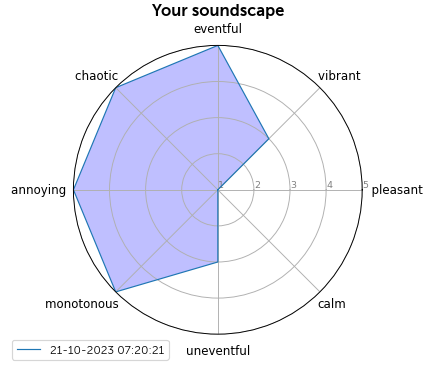 Your soundscape
eventful
chaotic
vibrant
annoying
1
2
3
4
5
pleasant
monotonous
calm
uneventful
21-10-2023 07:20:21